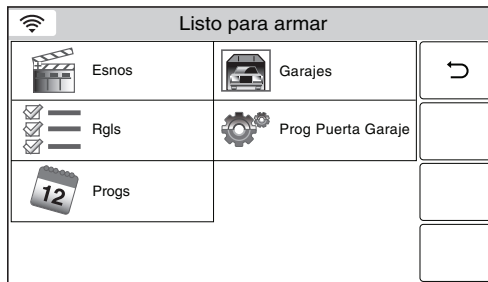 Listo para armar
Esnos
Garajes
Rgls
Prog Puerta Garaje
12
Progs